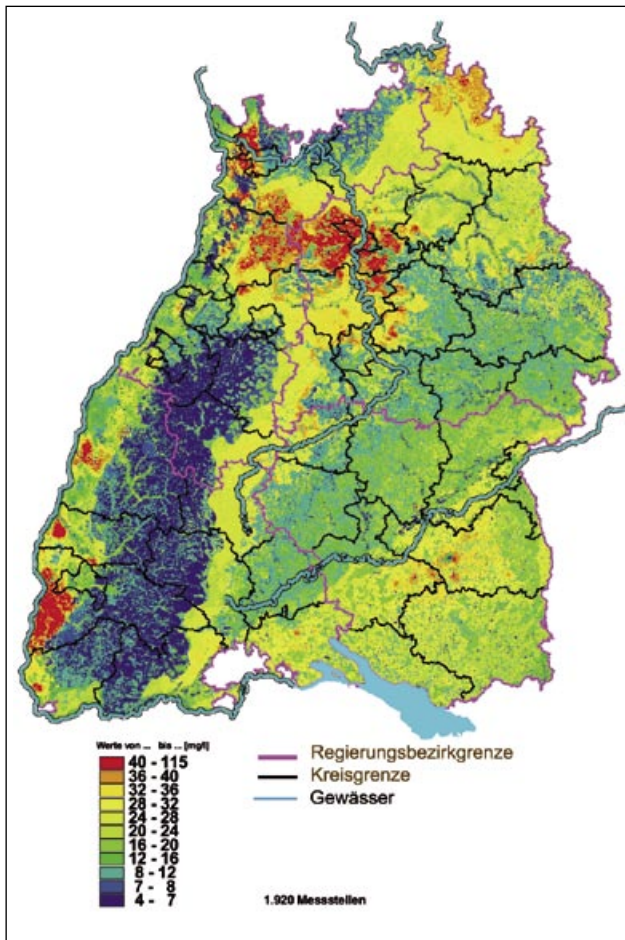 Werte von ... bis ... [mg/l]
40 - 115
36 - 40
32 - 36
28 - 32
24 - 28
20 - 24
16 - 20
12 - 16
8 - 12
7 - 8
4 - 7
Regierungsbezirkgrenze
Kreisgrenze
Gewässer
1.920 Messstellen